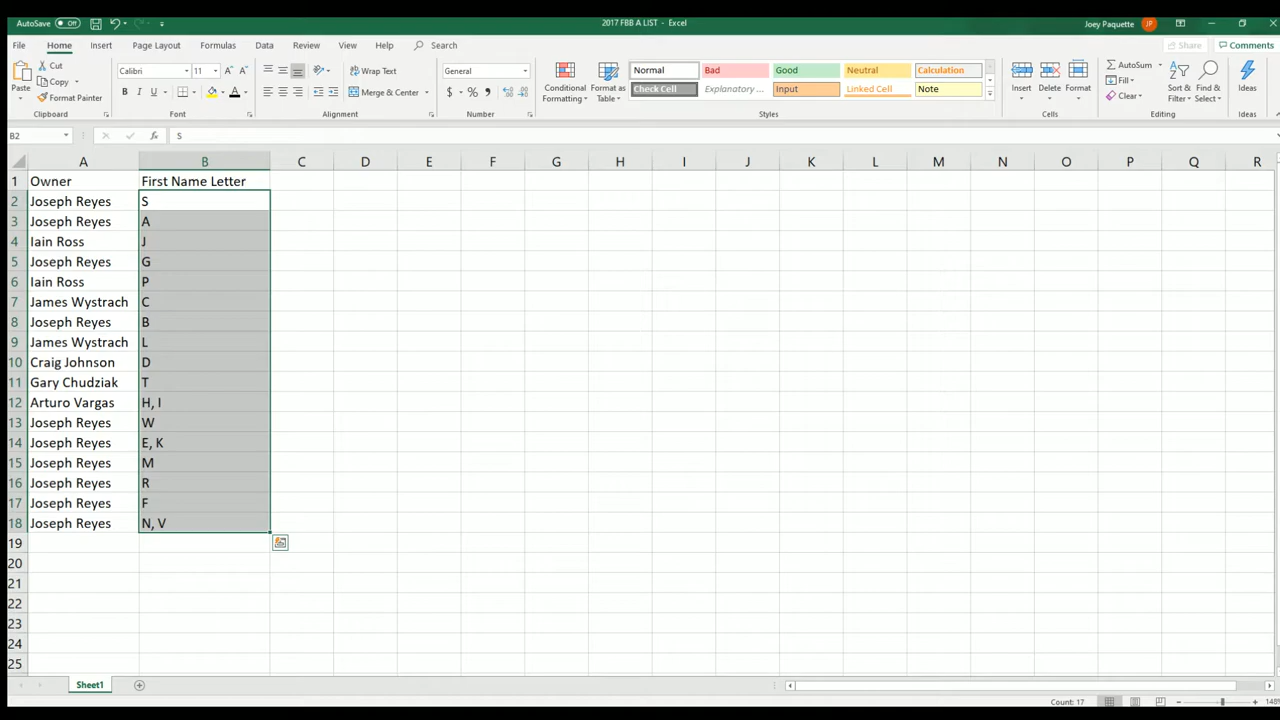 AutoSave Off 2017 FBB A LIST - Excel Joey Paquette JP
File Home Insert Page Layout Formulas Data Review View Help Search Share Comments
Paste Cut Copy Format Painter
Calibri 11 B I U A
Wrap Text Merge & Center
General $ % ,
Conditional Formatting Format as Table
Normal Bad Good Neutral Calculation
Check Cell Explanatory ... Input Linked Cell Note
Insert Delete Format
AutoSum Fill Clear Sort & Filter Find & Select
Ideas
Clipboard Font Alignment Number Styles Cells Editing Ideas
B2 fx S
A B C D E F G H I J K L M N O P Q R
1 Owner First Name Letter
2 Joseph Reyes S
3 Joseph Reyes A
4 Iain Ross J
5 Joseph Reyes G
6 Iain Ross P
7 James Wystrach C
8 Joseph Reyes B
9 James Wystrach L
10 Craig Johnson D
11 Gary Chudziak T
12 Arturo Vargas H, I
13 Joseph Reyes W
14 Joseph Reyes E, K
15 Joseph Reyes M
16 Joseph Reyes R
17 Joseph Reyes F
18 Joseph Reyes N, V
19
20
21
22
23
24
25
Sheet1
Count: 17